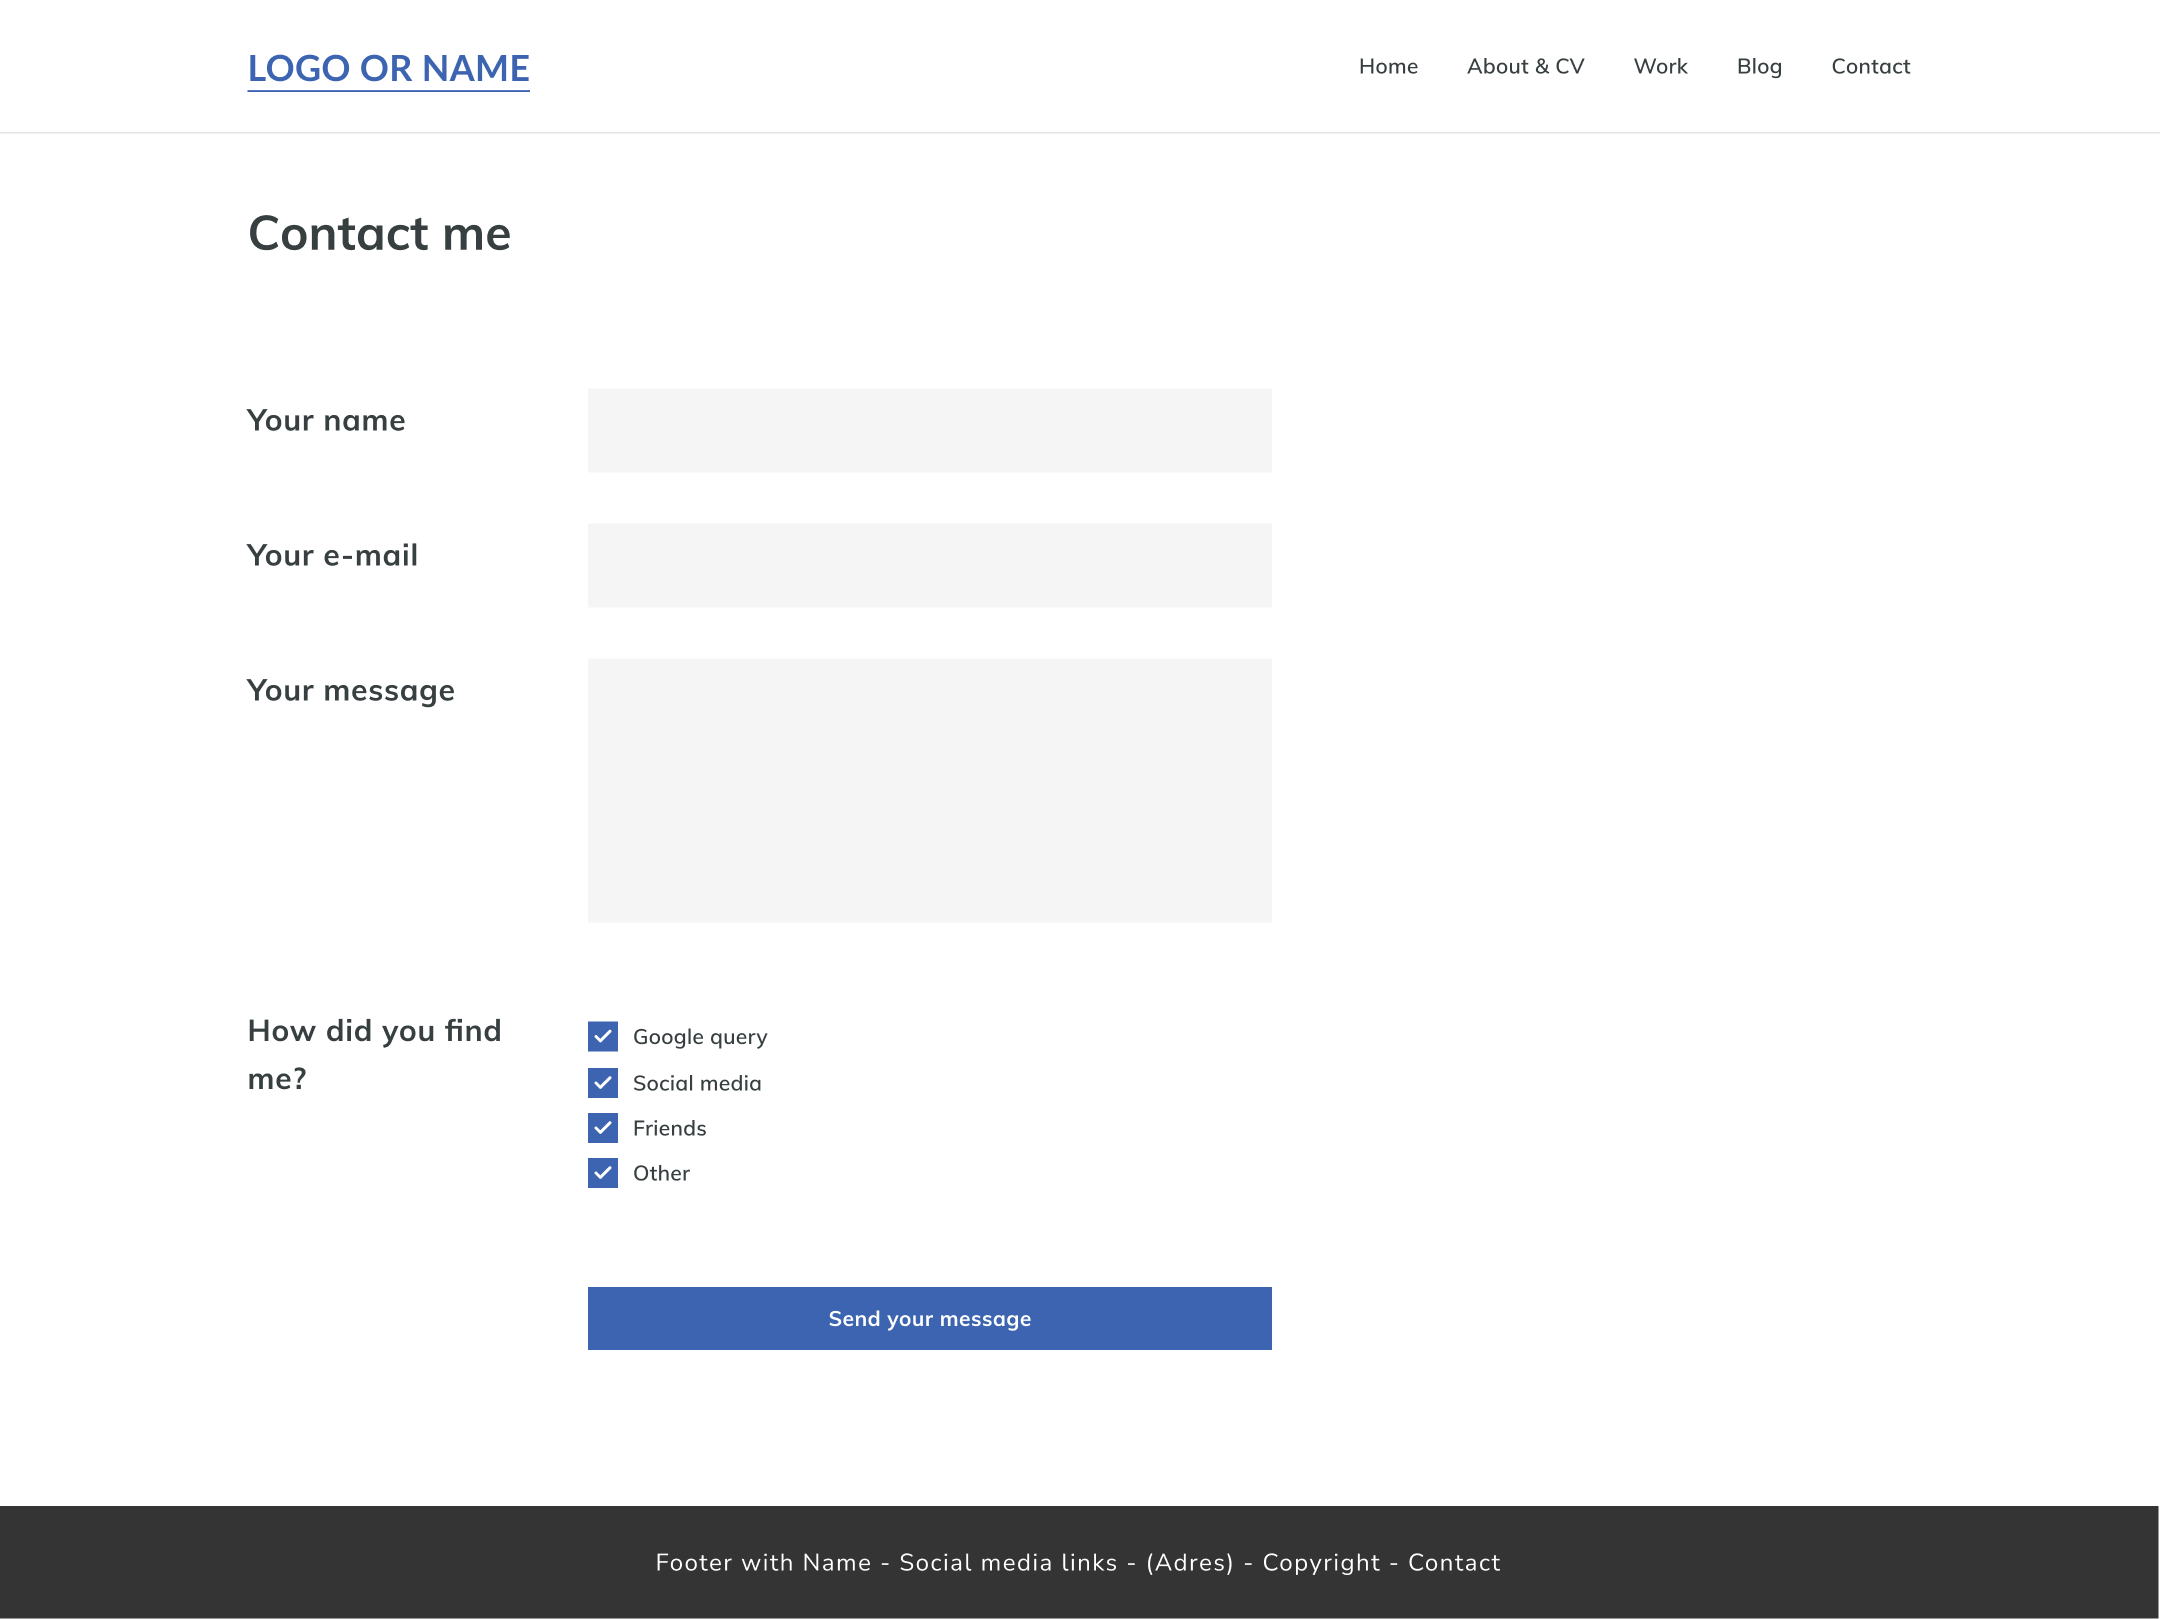 LOGO OR NAME
Home About & CV Work Blog Contact
Contact me
Your name
Your e-mail
Your message
How did you find
me?
Google query
Social media
Friends
Other
Send your message
Footer with Name - Social media links - (Adres) - Copyright - Contact